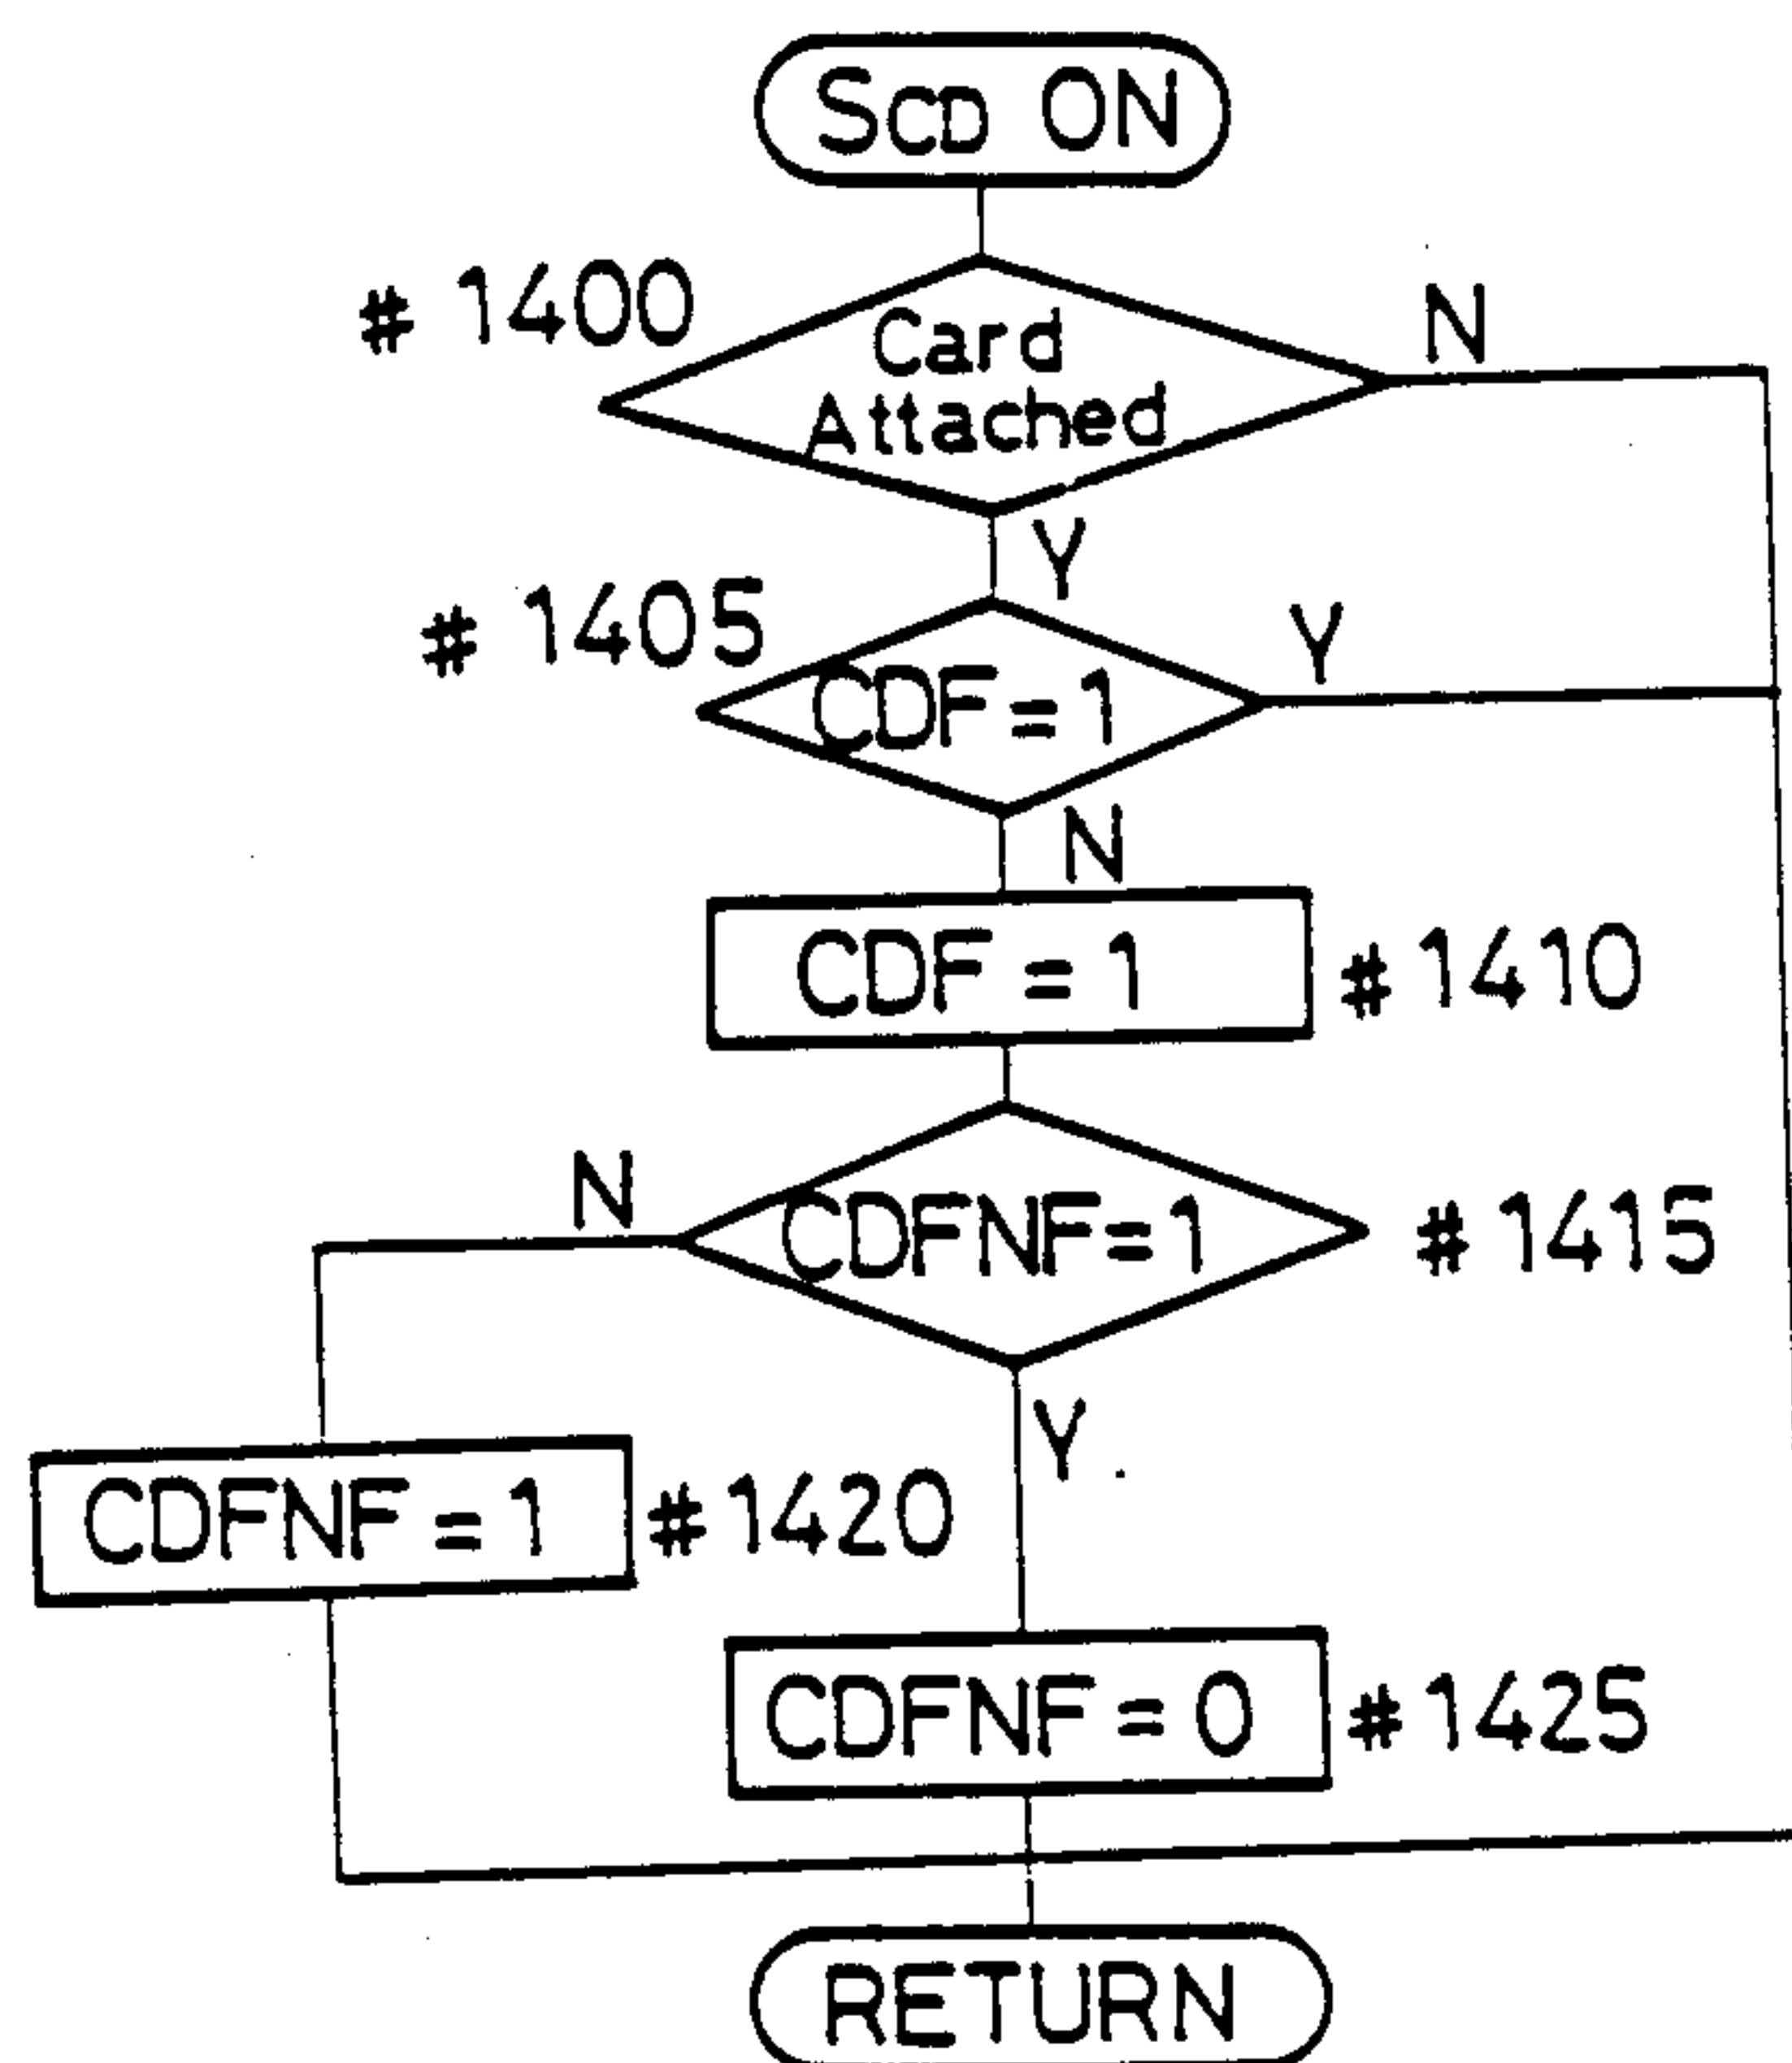 SCD ON
#1400
Card
Attached
N
Y
#1405
CDF=1
Y
N
CDF = 1
#1410
N
CDFNF=1
#1415
Y
CDFNF = 1
#1420
CDFNF = 0
#1425
RETURN